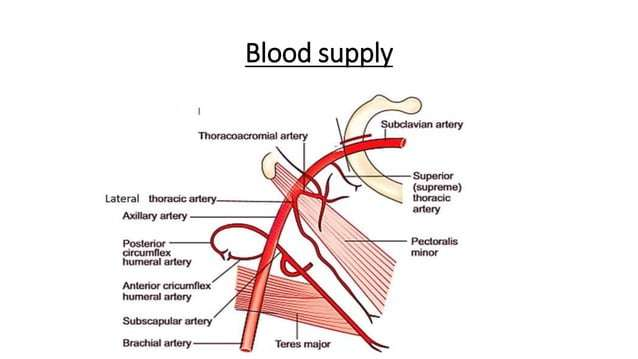 Blood supply
Subclavian artery
Thoracoacromial artery
Superior
(supreme)
thoracic
artery
Lateral thoracic artery
Axillary artery
Posterior
circumflex
humeral artery
Pectoralis
minor
Anterior circumflex
humeral artery
Subscapular artery
Brachial artery
Teres major